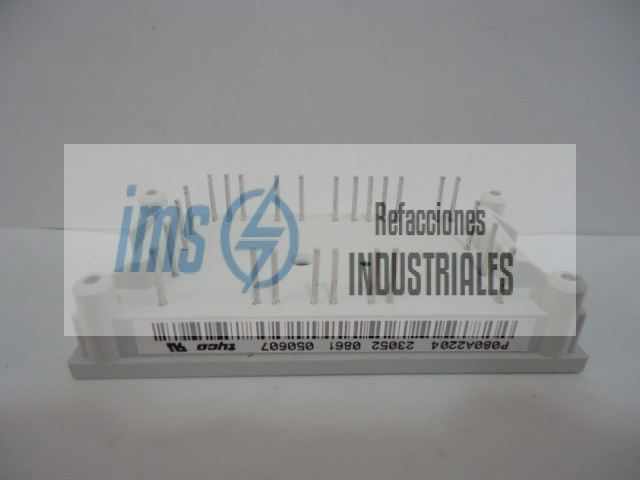 ims
Refacciones
INDUSTRIALES
P080A2204 23052 0861 050607 tyco